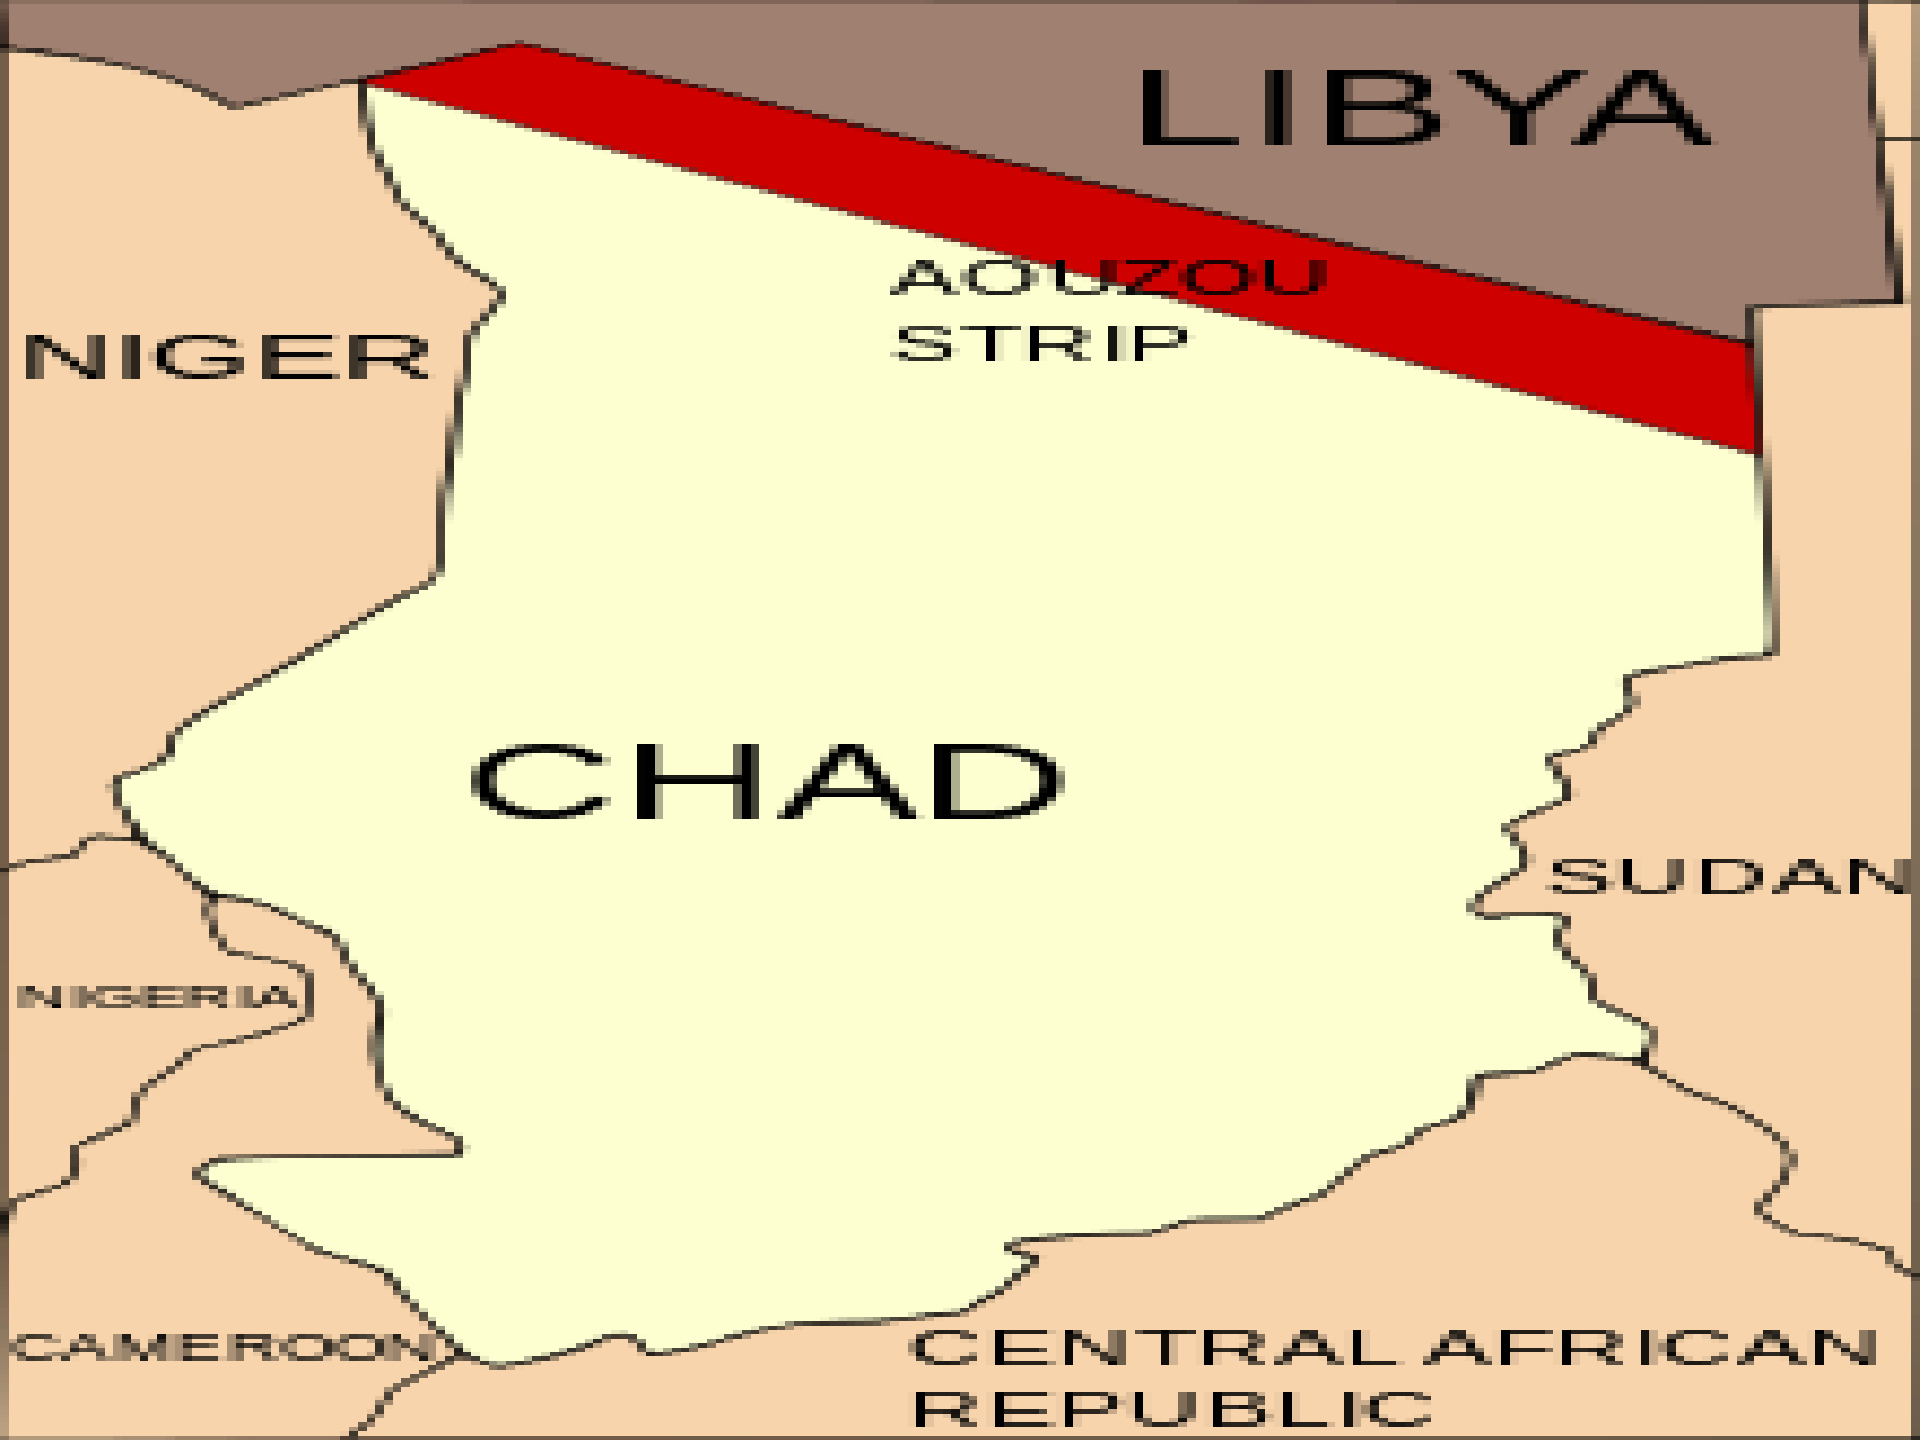 LIBYA
AOUZOU
STRIP
NIGER
CHAD
SUDAN
NIGERIA
CAMEROON
CENTRAL AFRICAN
REPUBLIC